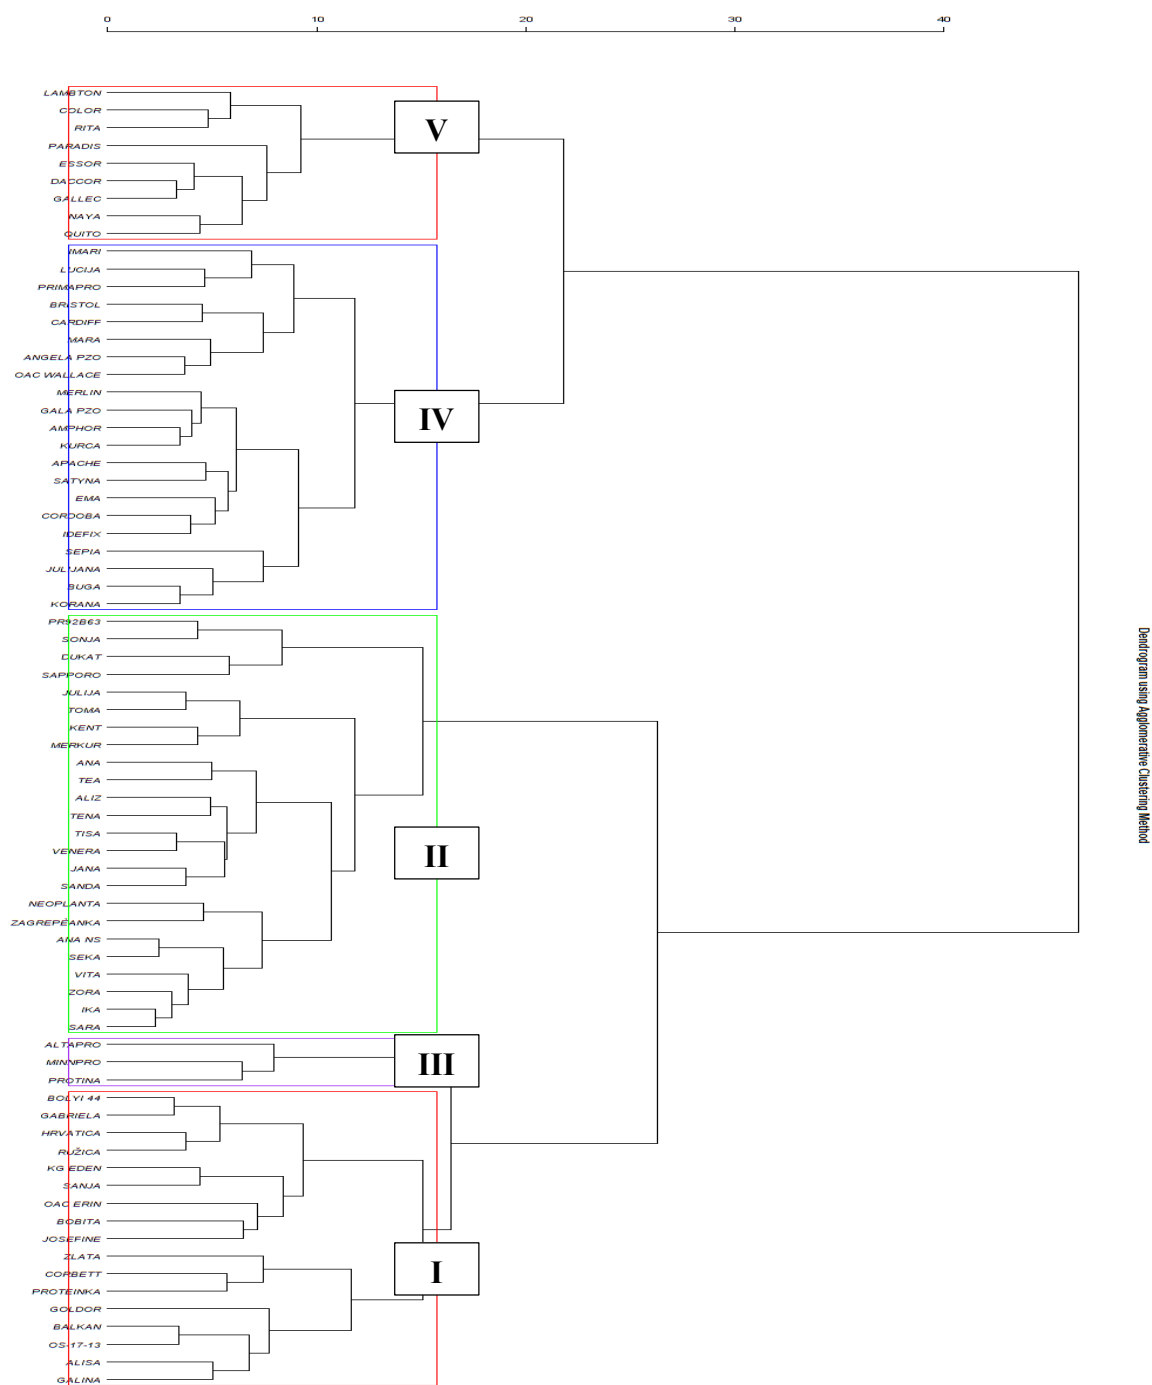 0 10 20 30 40
LAMBTON
COLOR
RITA
V
PARADIS
ESSOR
DACCOR
GALLEC
NAYA
QUITO
IMARI
LUCIJA
PRIMAPRO
BRISTOL
CARDIFF
MARA
ANGELA PZO
OAC WALLACE
MERLIN
GALA PZO
IV
AMPHOR
KURCA
APACHE
SATYNA
EMA
CORDOBA
IDEFIX
SEPIA
JULIJANA
BUGA
KORANA
PR92B63
SONJA
DUKAT
SAPPORO
JULIJA
TOMA
KENT
MERKUR
Dendrogram using Agglomerative Clustering Method
ANA
TEA
ALIZ
TENA
TISA
VENERA
II
JANA
SANDA
NEOPLANTA
ZAGREPÈANKA
ANA NS
SEKA
VITA
ZORA
IKA
SARA
ALTAPRO
MINNPRO
III
PROTINA
BOLYI 44
GABRIELA
HRVATICA
RUŽICA
KG EDEN
SANJA
OAC ERIN
BOBITA
JOSEFINE
ZLATA
CORBETT
I
PROTEINKA
GOLDOR
BALKAN
OS-17-13
ALISA
GALINA